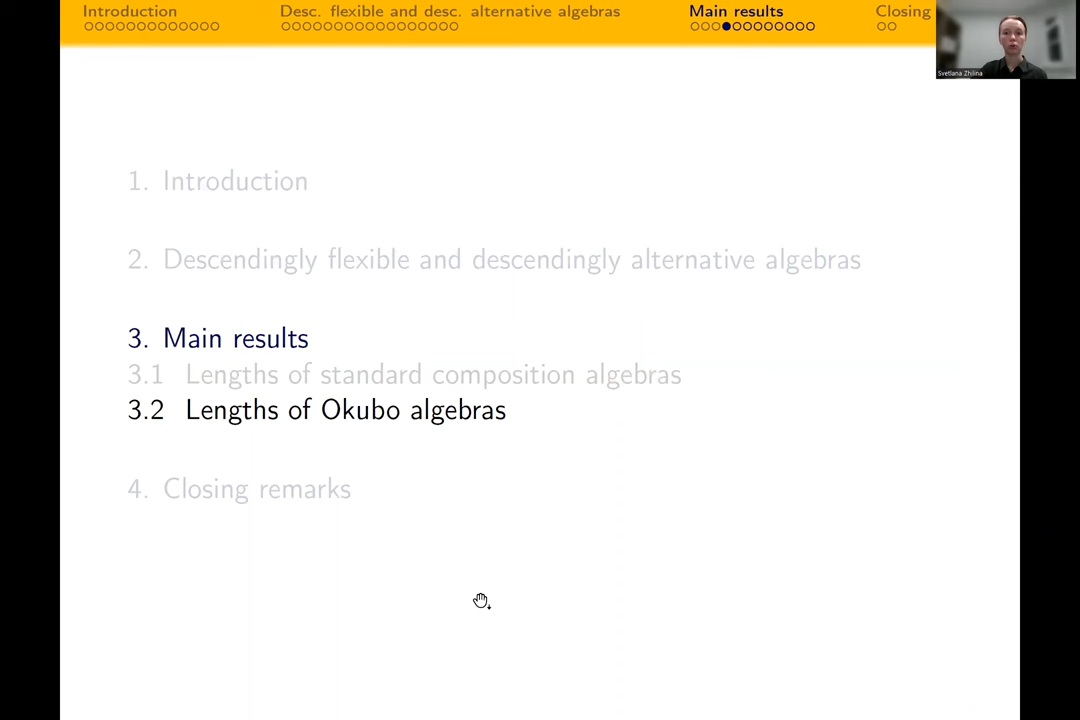 Introduction
Desc. flexible and desc. alternative algebras
Main results
Closing
Svetlana Zhilina
1. Introduction
2. Descendingly flexible and descendingly alternative algebras
3. Main results
3.1 Lengths of standard composition algebras
3.2 Lengths of Okubo algebras
4. Closing remarks